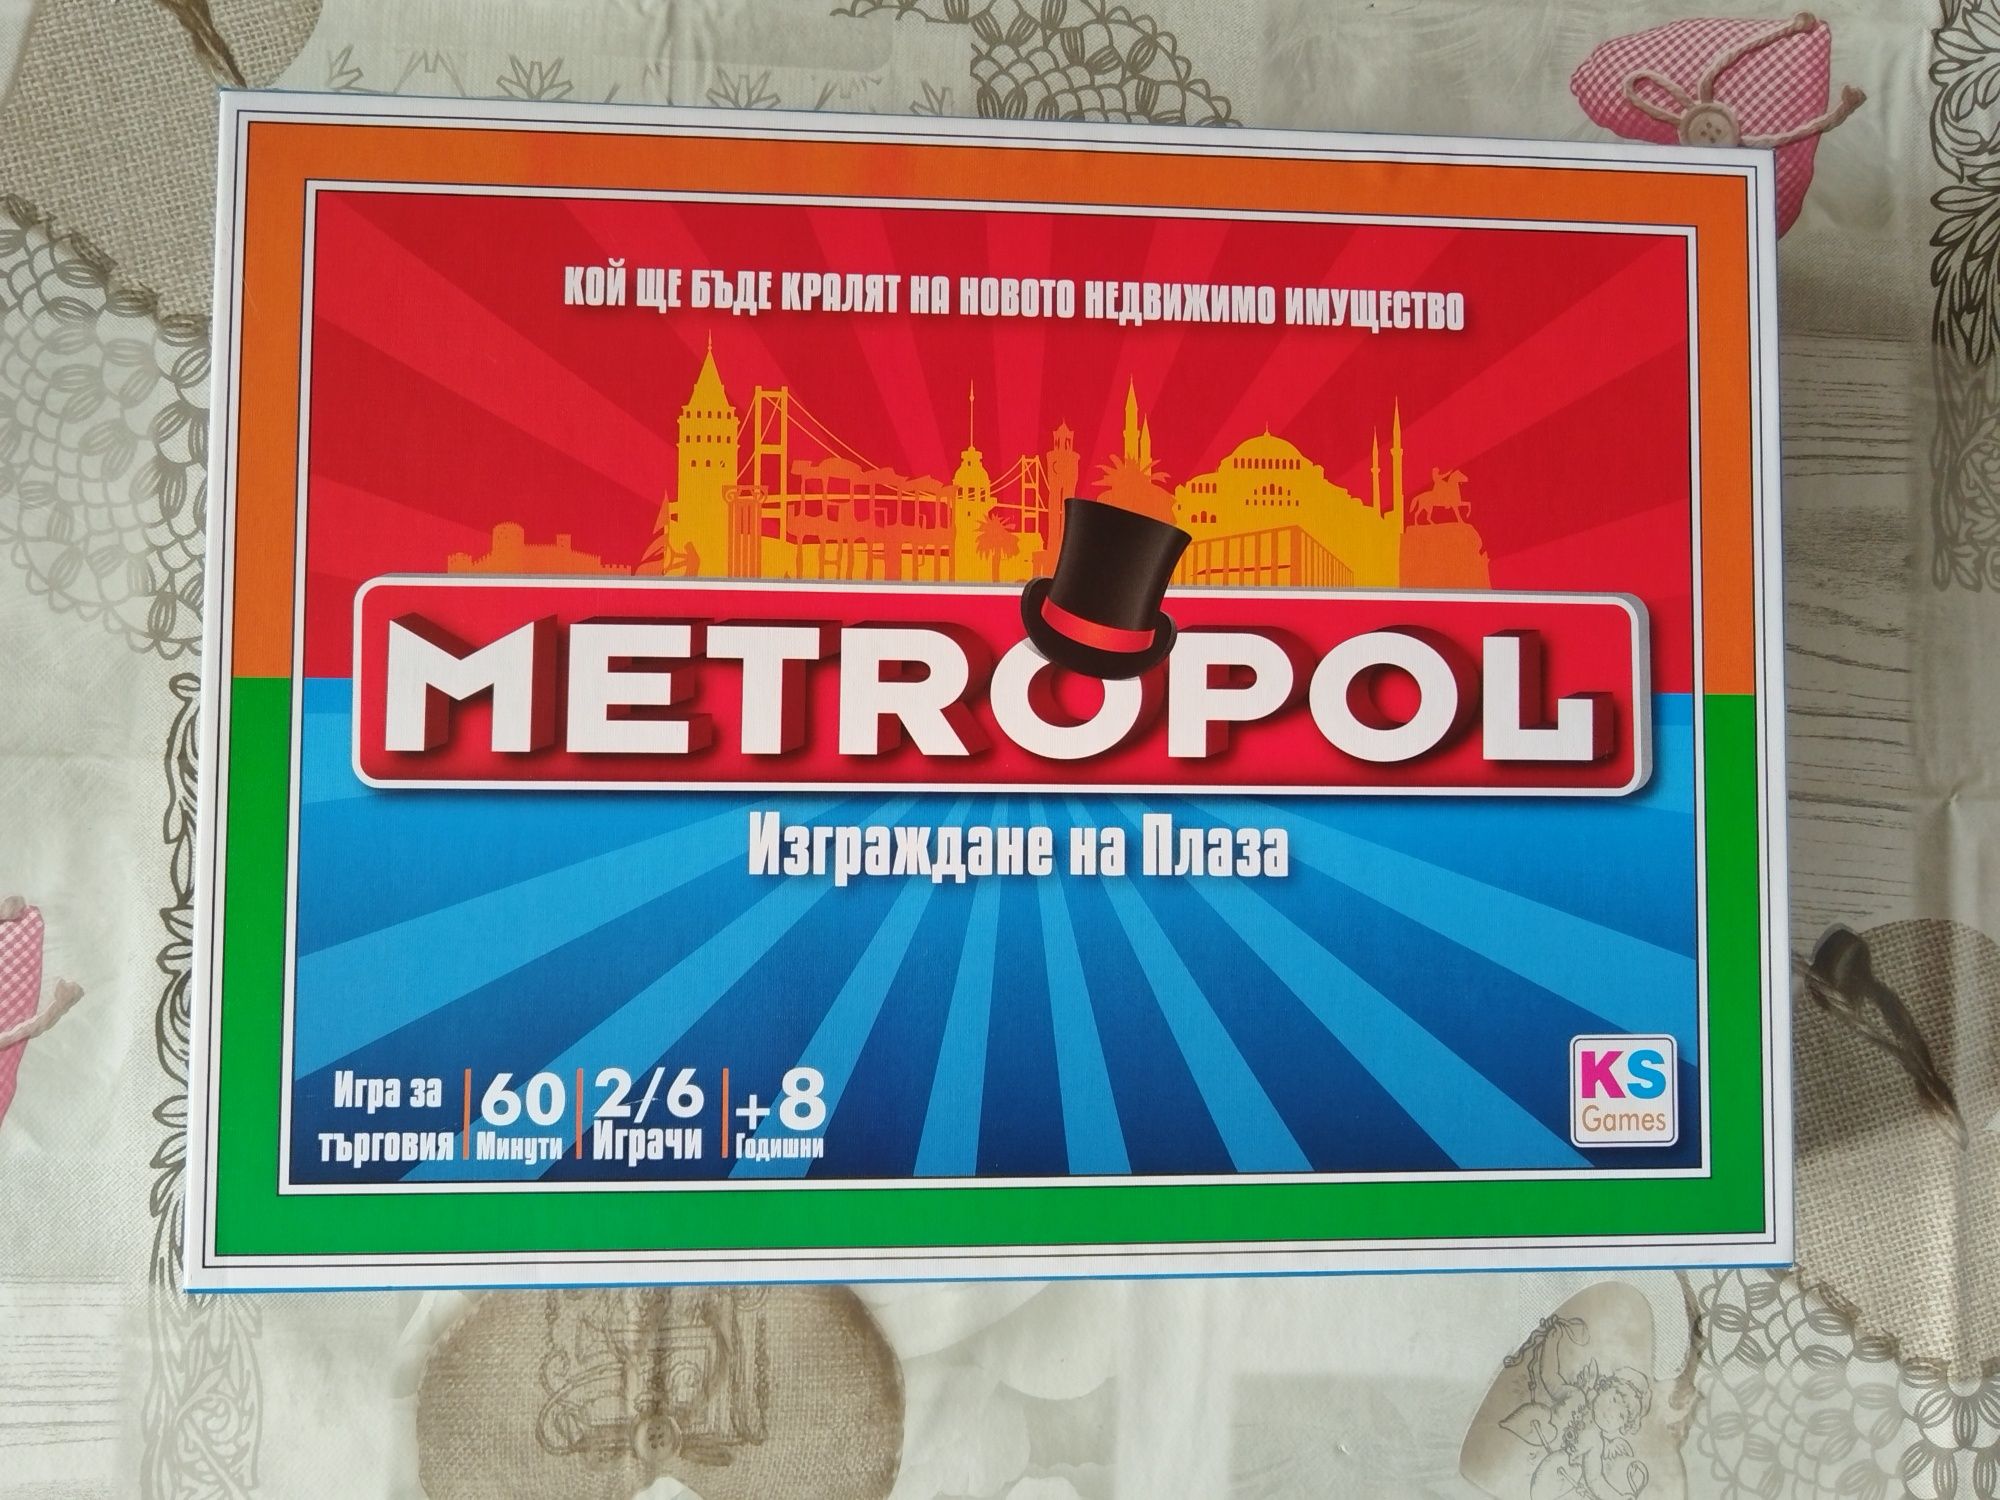 КОЙ ЩЕ БЪДЕ КРАЛЯТ НА НОВОТО НЕДВИЖИМО ИМУЩЕСТВО
METROPOL
Изграждане на Плаза
Игра за търговия
60 Минути
2/6 Играчи
+8 Годишни
KS
Games